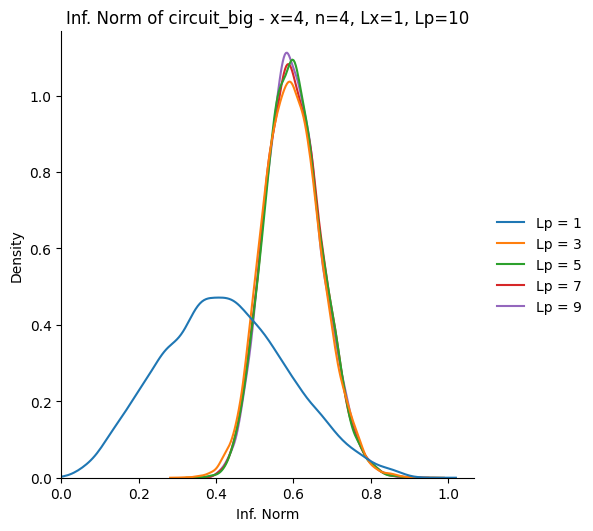 Inf. Norm of circuit_big - x=4, n=4, Lx=1, Lp=10
Density
1.0
0.8
0.6
0.4
0.2
0.0
0.0 0.2 0.4 0.6 0.8 1.0
Inf. Norm
Lp = 1
Lp = 3
Lp = 5
Lp = 7
Lp = 9